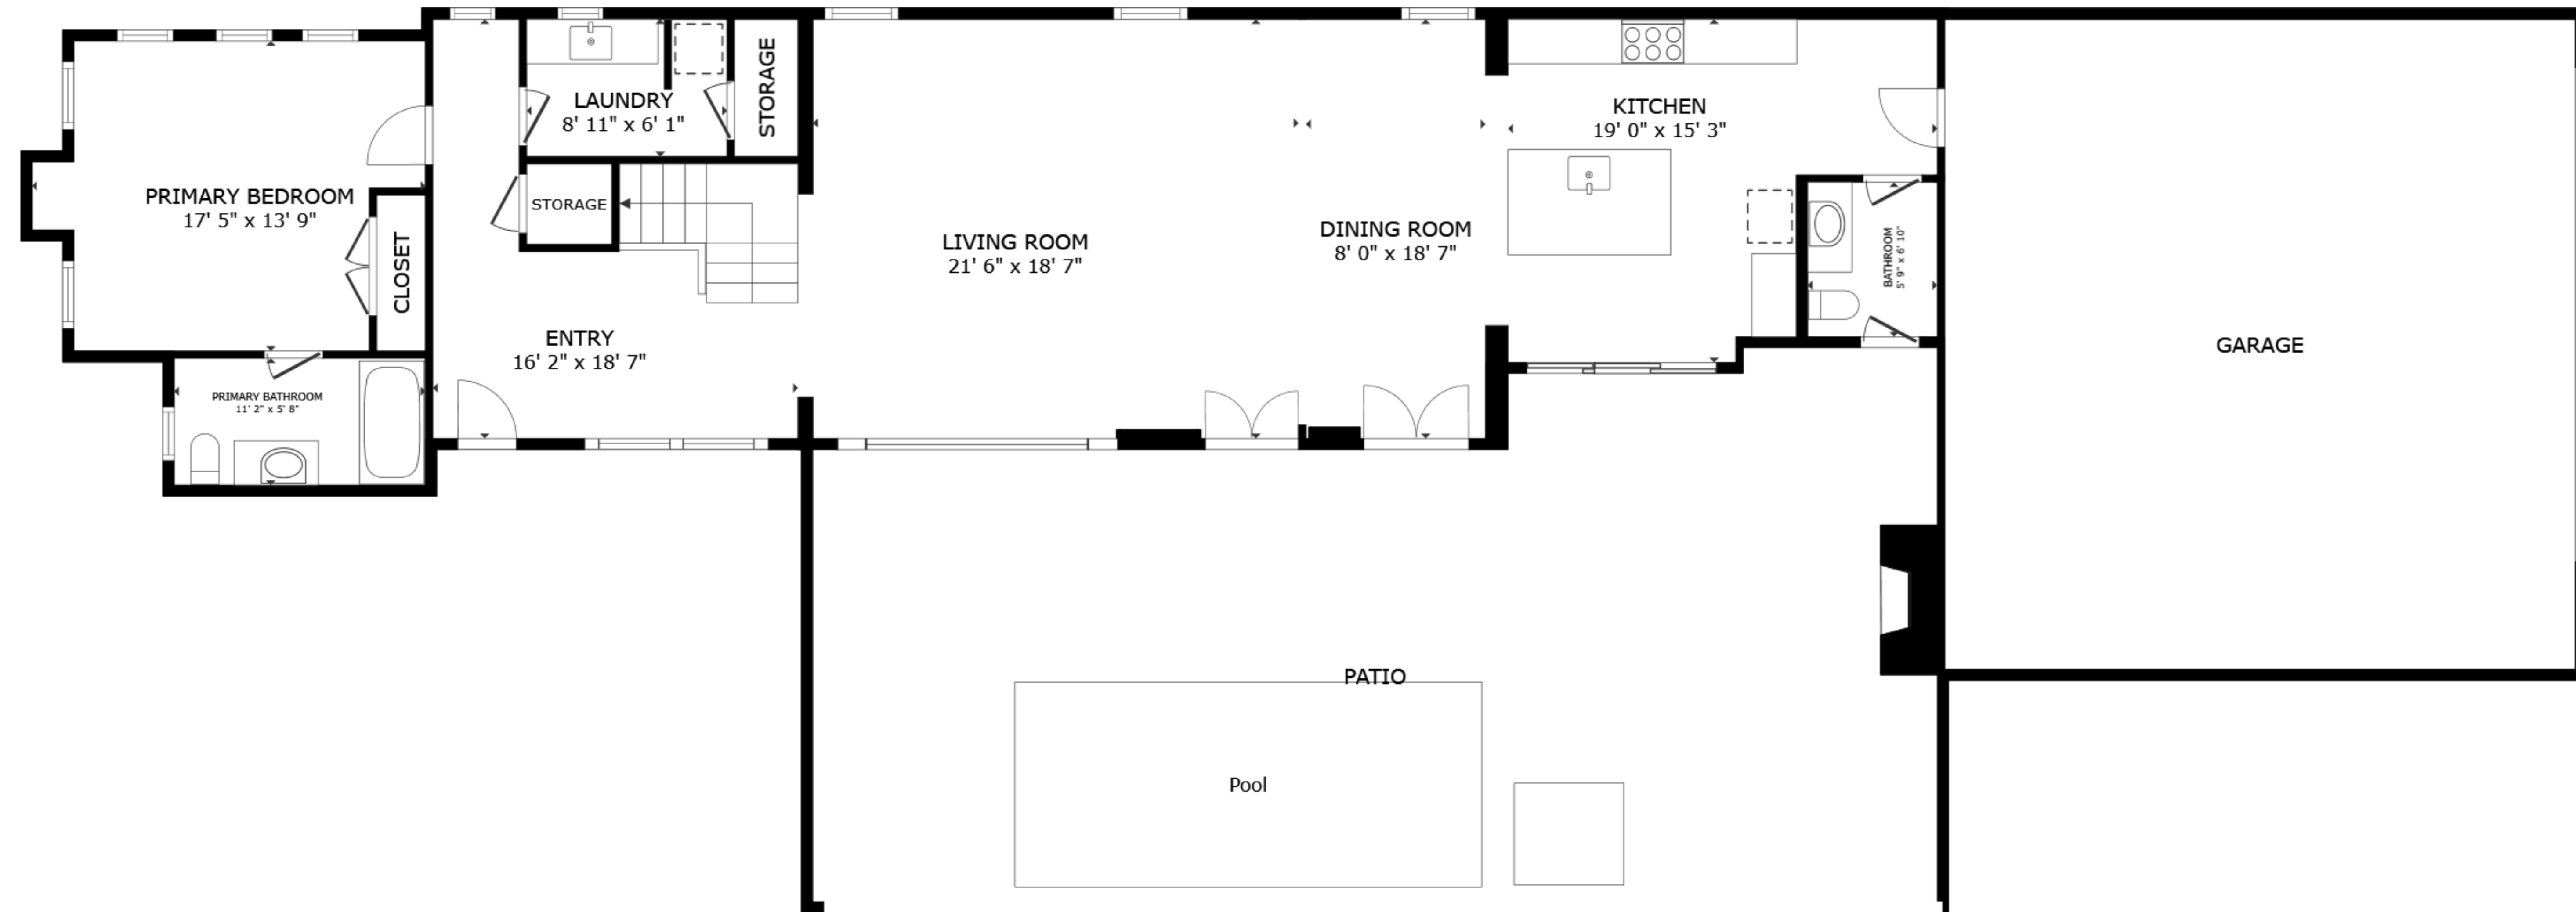 PRIMARY BEDROOM
17' 5" x 13' 9"
CLOSET
PRIMARY BATHROOM
11' 2" x 5' 8"
LAUNDRY
8' 11" x 6' 1"
STORAGE
STORAGE
ENTRY
16' 2" x 18' 7"
LIVING ROOM
21' 6" x 18' 7"
DINING ROOM
8' 0" x 18' 7"
KITCHEN
19' 0" x 15' 3"
BATHROOM
5' 9" x 6' 10"
GARAGE
PATIO
Pool